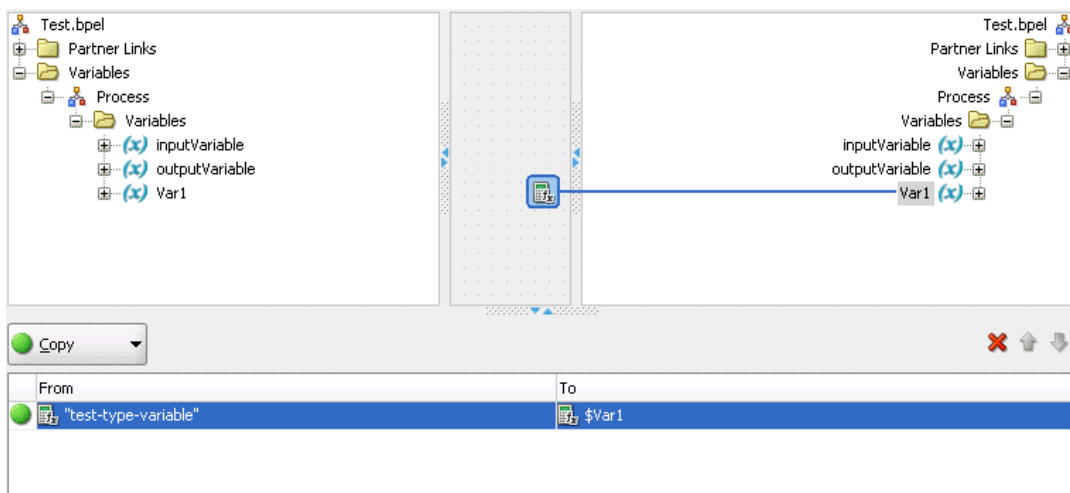 Test.bpel
Partner Links
Variables
Process
Variables
inputVariable
outputVariable
Var1
Test.bpel
Partner Links
Variables
Process
Variables
inputVariable
outputVariable
Var1
Copy
From To
"test-type-variable" $Var1